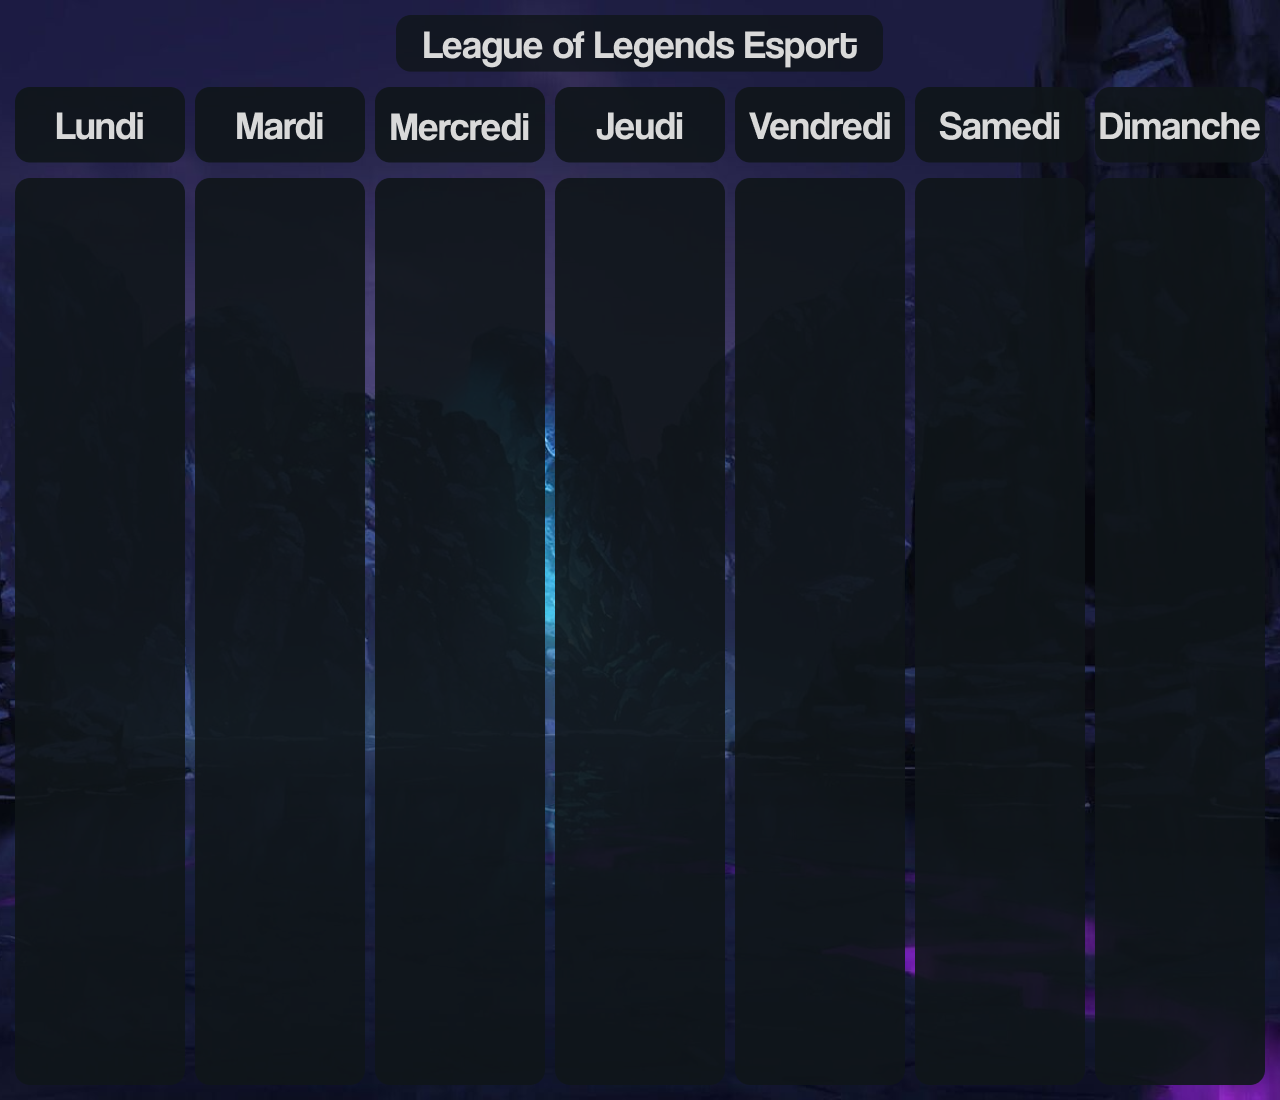 League of Legends Esport
Lundi
Mardi
Mercredi
Jeudi
Vendredi
Samedi
Dimanche